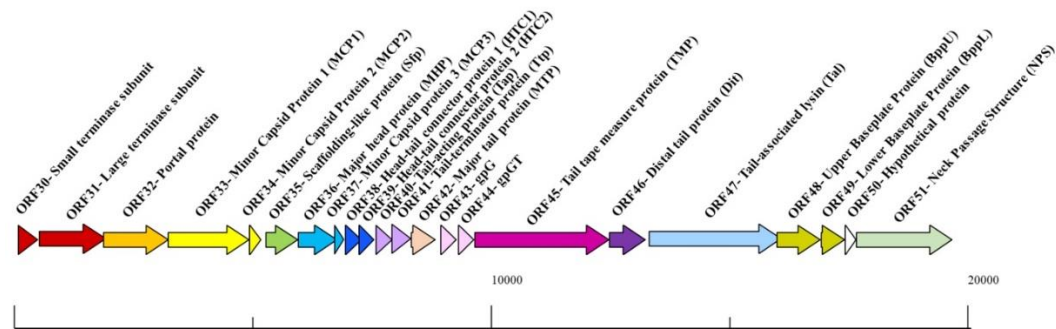 ORF30- Small terminase subunit
ORF31- Large terminase subunit
ORF32- Portal protein
ORF33- Minor Capsid Protein 1 (MCP1)
ORF34- Minor Capsid Protein 2 (MCP2)
ORF35- Scaffolding-like protein (Sfp)
ORF36- Major head protein (MHP)
ORF37- Minor Capsid protein 3 (MCP3)
ORF38- Head-tail connector protein 1 (HTC1)
ORF39- Head-tail connector protein 2 (HTC2)
ORF40- Tail-acting protein (Tap)
ORF41- Tail-terminator protein (Ttp)
ORF42- Major tail protein (MTP)
ORF43- gpG
ORF44- gpGT
ORF45- Tail tape measure protein (TMP)
ORF46- Distal tail protein (Dit)
ORF47- Tail-associated lysin (Tal)
ORF48- Upper Baseplate Protein (BppU)
ORF49- Lower Baseplate Protein (BppL)
ORF50- Hypothetical protein
ORF51- Neck Passage Structure (NPS)
10000
20000